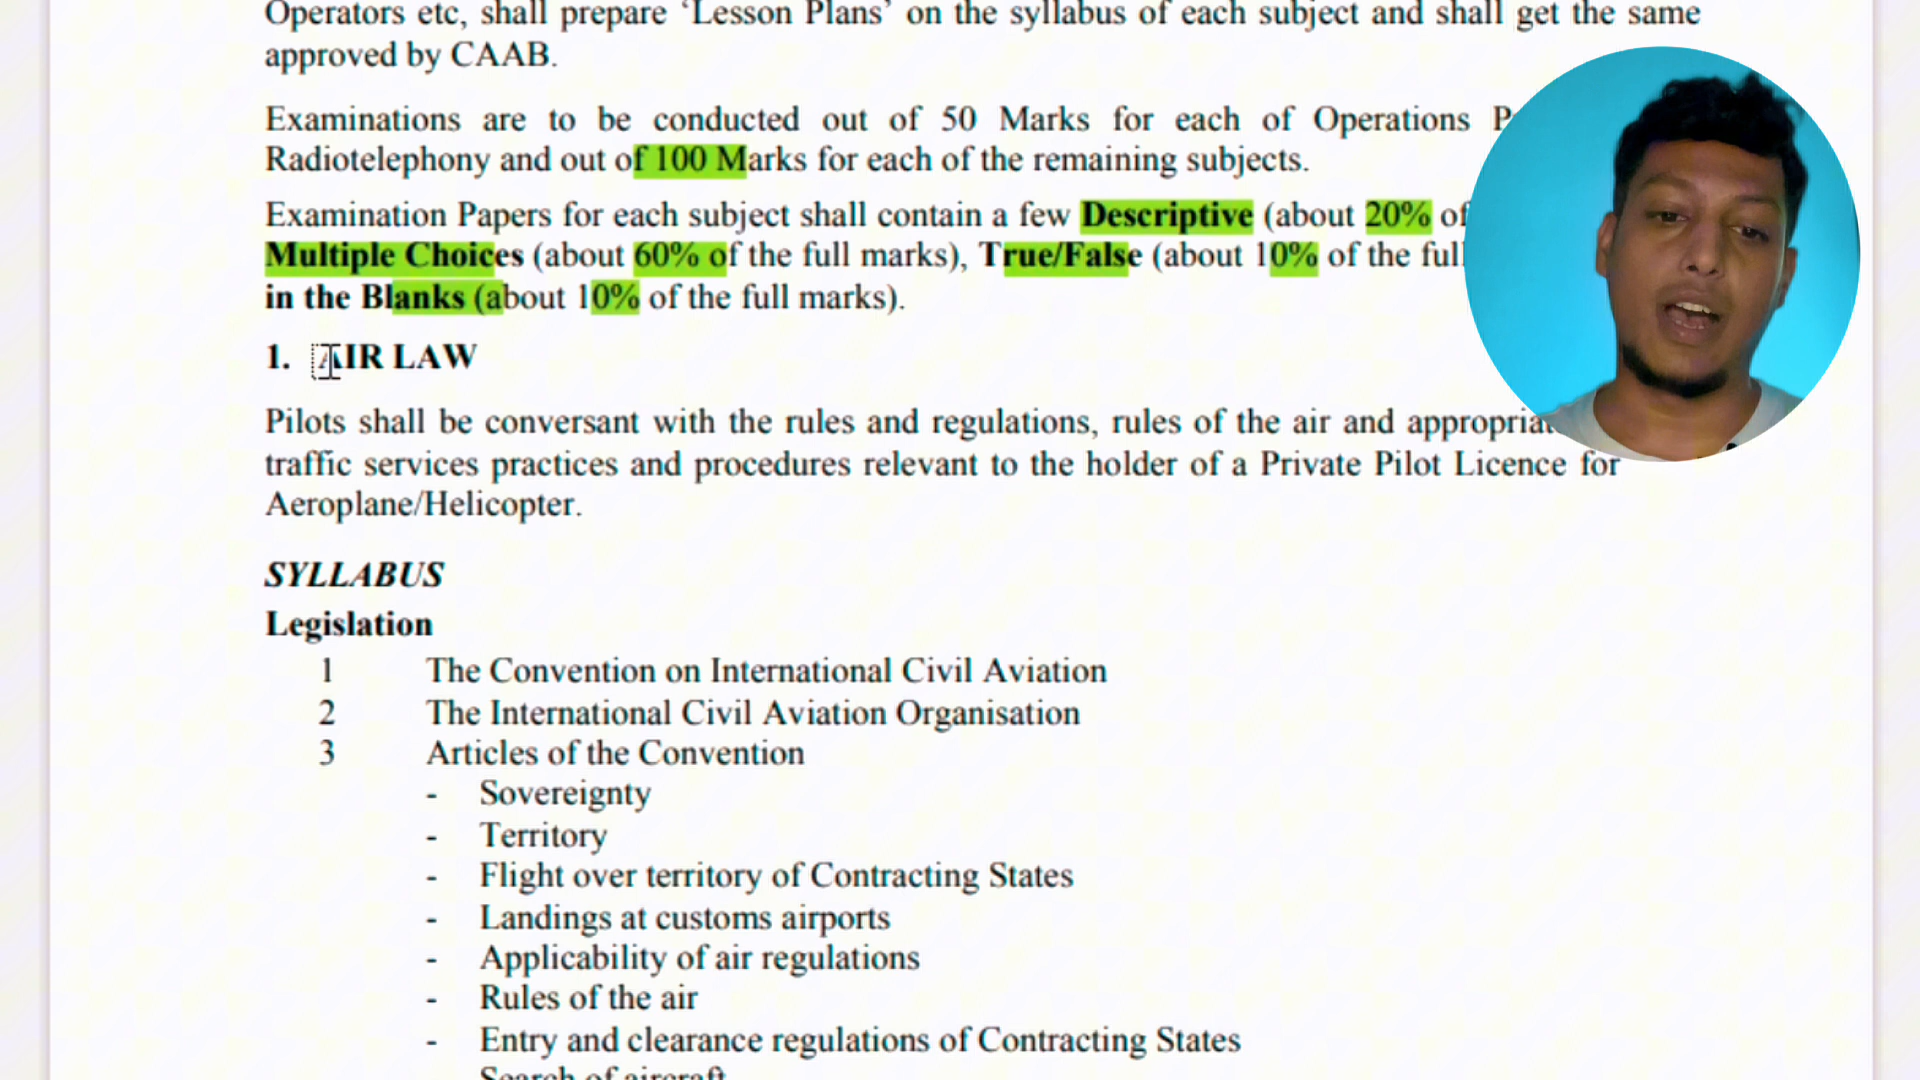 Operators etc, shall prepare ‘Lesson Plans’ on the syllabus of each subject and shall get the same
approved by CAAB.
Examinations are to be conducted out of 50 Marks for each of Operations
Radiotelephony and out of 100 Marks for each of the remaining subjects.
Examination Papers for each subject shall contain a few Descriptive (about 20% of
Multiple Choices (about 60% of the full marks), True/False (about 10% of the full
in the Blanks (about 10% of the full marks).
1. AIR LAW
Pilots shall be conversant with the rules and regulations, rules of the air and
traffic services practices and procedures relevant to the holder of a Private Pilot Licence for
Aeroplane/Helicopter.
SYLLABUS
Legislation
1 The Convention on International Civil Aviation
2 The International Civil Aviation Organisation
3 Articles of the Convention
- Sovereignty
- Territory
- Flight over territory of Contracting States
- Landings at customs airports
- Applicability of air regulations
- Rules of the air
- Entry and clearance regulations of Contracting States
Search of aircraft